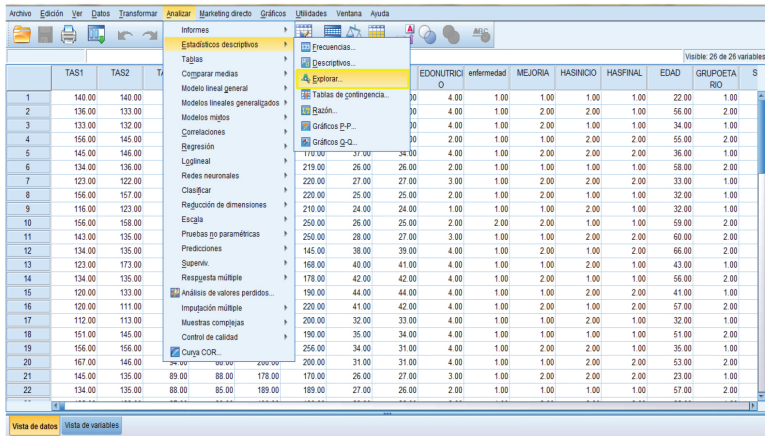 Archivo Edición Ver Datos Transformar Analizar Marketing directo Gráficos Utilidades Ventana Ayuda
Informes
Estadísticos descriptivos
Tablas
Comparar medias
Modelo lineal general
Modelos lineales generalizados
Modelos mixtos
Correlaciones
Regresión
Loglineal
Redes neuronales
Clasificar
Reducción de dimensiones
Escala
Pruebas no paramétricas
Predicciones
Superviv.
Respuesta múltiple
Análisis de valores perdidos...
Imputación múltiple
Muestras complejas
Control de calidad
Curva COR...
Frecuencias...
Descriptivos...
Explorar...
Tablas de contingencia...
Razón...
Gráficos P-P...
Gráficos Q-Q...
Visible: 26 de 26 variables
TAS1 TAS2 EDONUTRICIO enfermedad MEJORIA HASINICIO HASFINAL EDAD GRUPOETARIO S
1 140.00 140.00 4.00 1.00 1.00 1.00 1.00 22.00 1.00
2 136.00 133.00 4.00 1.00 2.00 2.00 1.00 56.00 2.00
3 133.00 132.00 4.00 1.00 1.00 1.00 1.00 34.00 1.00
4 156.00 145.00 2.00 1.00 2.00 2.00 1.00 55.00 2.00
5 145.00 146.00 170.00 37.00 34.00 4.00 1.00 2.00 2.00 1.00 36.00 1.00
6 134.00 136.00 219.00 26.00 26.00 2.00 1.00 1.00 1.00 1.00 58.00 2.00
7 123.00 122.00 220.00 27.00 27.00 3.00 1.00 2.00 2.00 1.00 33.00 1.00
8 156.00 157.00 220.00 25.00 25.00 2.00 1.00 1.00 2.00 1.00 32.00 1.00
9 116.00 123.00 210.00 24.00 24.00 1.00 1.00 1.00 1.00 1.00 32.00 1.00
10 156.00 158.00 250.00 26.00 25.00 2.00 2.00 1.00 2.00 1.00 59.00 2.00
11 143.00 135.00 250.00 28.00 27.00 3.00 1.00 2.00 2.00 1.00 60.00 2.00
12 134.00 135.00 145.00 38.00 39.00 4.00 1.00 1.00 2.00 1.00 66.00 2.00
13 123.00 173.00 168.00 40.00 41.00 4.00 1.00 2.00 2.00 1.00 43.00 1.00
14 134.00 135.00 178.00 42.00 42.00 4.00 1.00 1.00 1.00 1.00 56.00 2.00
15 120.00 133.00 190.00 44.00 44.00 4.00 1.00 2.00 2.00 1.00 41.00 1.00
16 120.00 111.00 220.00 41.00 42.00 4.00 1.00 2.00 2.00 1.00 57.00 2.00
17 112.00 113.00 200.00 32.00 33.00 4.00 1.00 1.00 1.00 1.00 32.00 1.00
18 151.00 145.00 190.00 35.00 34.00 4.00 1.00 1.00 1.00 1.00 51.00 2.00
19 156.00 156.00 256.00 34.00 31.00 4.00 1.00 2.00 2.00 1.00 35.00 1.00
20 167.00 146.00 200.00 31.00 31.00 4.00 1.00 2.00 2.00 1.00 53.00 2.00
21 145.00 135.00 89.00 88.00 178.00 170.00 26.00 27.00 3.00 1.00 2.00 2.00 1.00 23.00 1.00
22 134.00 135.00 88.00 85.00 189.00 189.00 27.00 26.00 2.00 1.00 1.00 1.00 1.00 57.00 2.00
Vista de datos Vista de variables